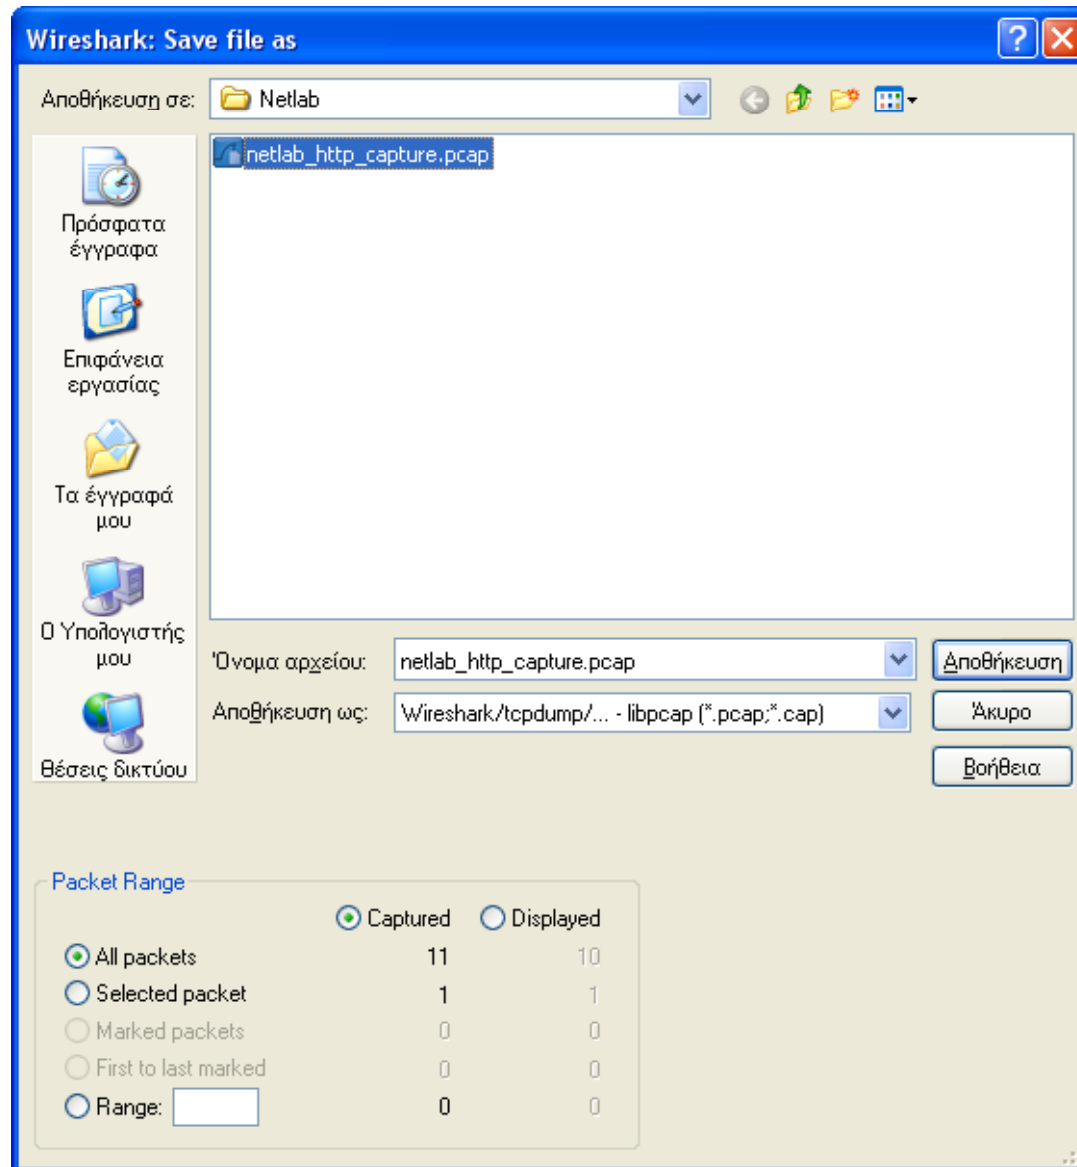 Wireshark: Save file as
Αποθήκευση σε:
Netlab
netlab_http_capture.pcap
Πρόσφατα
έγγραφα
Επιφάνεια
εργασίας
Τα έγγραφά
μου
Ο Υπολογιστής
μου
Θέσεις δικτύου
Όνομα αρχείου:
netlab_http_capture.pcap
Αποθήκευση
Αποθήκευση ως:
Wireshark/tcpdump/... - libpcap (*.pcap;*.cap)
Άκυρο
Βοήθεια
Packet Range
Captured Displayed
All packets 11 10
Selected packet 1 1
Marked packets 0 0
First to last marked 0 0
Range: 0 0